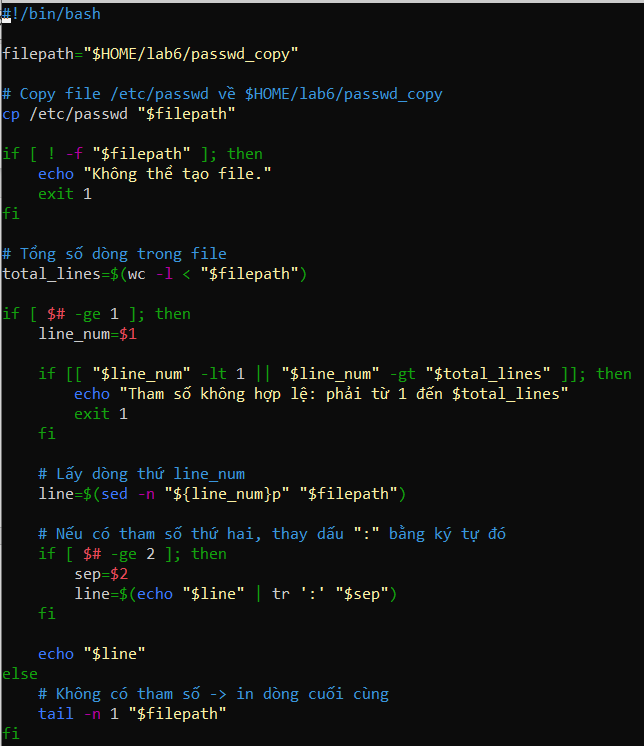 #!/bin/bash

filepath="$HOME/lab6/passwd_copy"

# Copy file /etc/passwd về $HOME/lab6/passwd_copy
cp /etc/passwd "$filepath"

if [ ! -f "$filepath" ]; then
    echo "Không thể tạo file."
    exit 1
fi

# Tổng số dòng trong file
total_lines=$(wc -l < "$filepath")

if [ $# -ge 1 ]; then
    line_num=$1

    if [[ "$line_num" -lt 1 || "$line_num" -gt "$total_lines" ]]; then
        echo "Tham số không hợp lệ: phải từ 1 đến $total_lines"
        exit 1
    fi

    # Lấy dòng thứ line_num
    line=$(sed -n "${line_num}p" "$filepath")

    # Nếu có tham số thứ hai, thay dấu ":" bằng ký tự đó
    if [ $# -ge 2 ]; then
        sep=$2
        line=$(echo "$line" | tr ':' "$sep")
    fi

    echo "$line"
else
    # Không có tham số -> in dòng cuối cùng
    tail -n 1 "$filepath"
fi